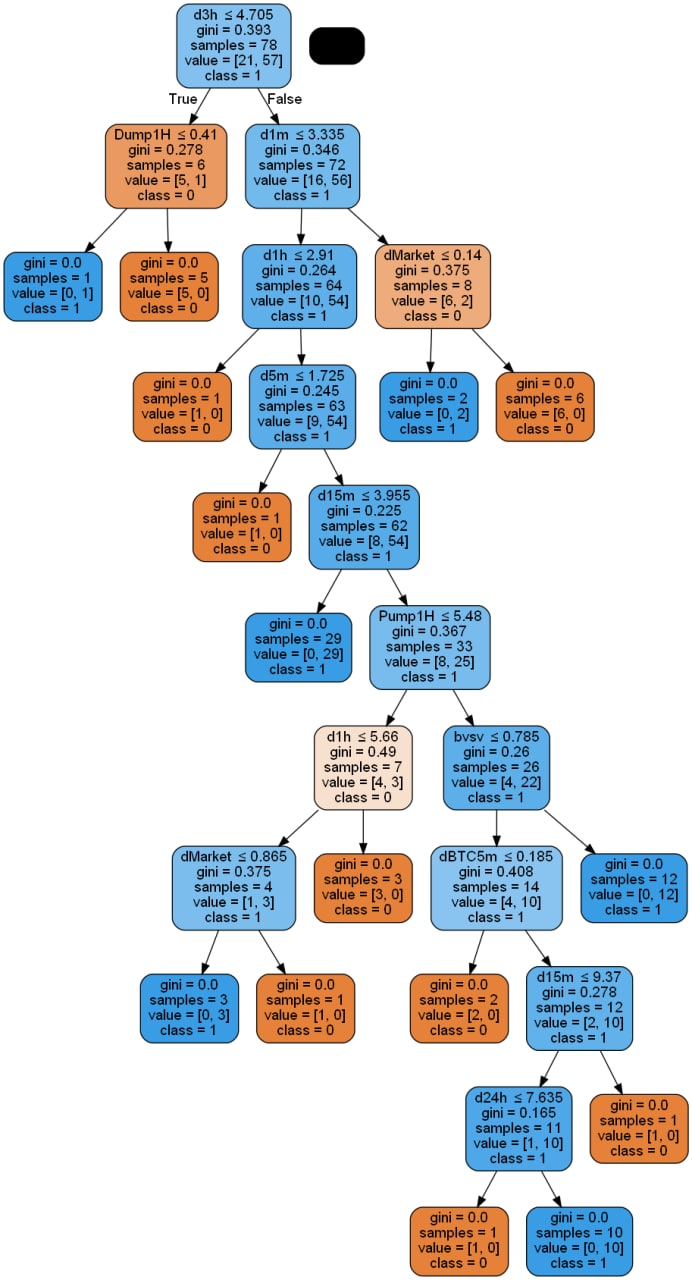 d3h ≤ 4.705
gini = 0.393
samples = 78
value = [21, 57]
class = 1
True
False
Dump1H ≤ 0.41
gini = 0.278
samples = 6
value = [5, 1]
class = 0
d1m ≤ 3.335
gini = 0.346
samples = 72
value = [16, 56]
class = 1
gini = 0.0
samples = 1
value = [0, 1]
class = 1
gini = 0.0
samples = 5
value = [5, 0]
class = 0
d1h ≤ 2.91
gini = 0.264
samples = 64
value = [10, 54]
class = 1
dMarket ≤ 0.14
gini = 0.375
samples = 8
value = [6, 2]
class = 0
gini = 0.0
samples = 1
value = [1, 0]
class = 0
d5m ≤ 1.725
gini = 0.245
samples = 63
value = [9, 54]
class = 1
gini = 0.0
samples = 2
value = [0, 2]
class = 1
gini = 0.0
samples = 6
value = [6, 0]
class = 0
gini = 0.0
samples = 1
value = [1, 0]
class = 0
d15m ≤ 3.955
gini = 0.225
samples = 62
value = [8, 54]
class = 1
gini = 0.0
samples = 29
value = [0, 29]
class = 1
Pump1H ≤ 5.48
gini = 0.367
samples = 33
value = [8, 25]
class = 1
d1h ≤ 5.66
gini = 0.49
samples = 7
value = [4, 3]
class = 0
bvsv ≤ 0.785
gini = 0.26
samples = 26
value = [4, 22]
class = 1
dMarket ≤ 0.865
gini = 0.375
samples = 4
value = [1, 3]
class = 1
gini = 0.0
samples = 3
value = [3, 0]
class = 0
dBTC5m ≤ 0.185
gini = 0.408
samples = 14
value = [4, 10]
class = 1
gini = 0.0
samples = 12
value = [0, 12]
class = 1
gini = 0.0
samples = 3
value = [0, 3]
class = 1
gini = 0.0
samples = 1
value = [1, 0]
class = 0
gini = 0.0
samples = 2
value = [2, 0]
class = 0
d15m ≤ 9.37
gini = 0.278
samples = 12
value = [2, 10]
class = 1
d24h ≤ 7.635
gini = 0.165
samples = 11
value = [1, 10]
class = 1
gini = 0.0
samples = 1
value = [1, 0]
class = 0
gini = 0.0
samples = 1
value = [1, 0]
class = 0
gini = 0.0
samples = 10
value = [0, 10]
class = 1